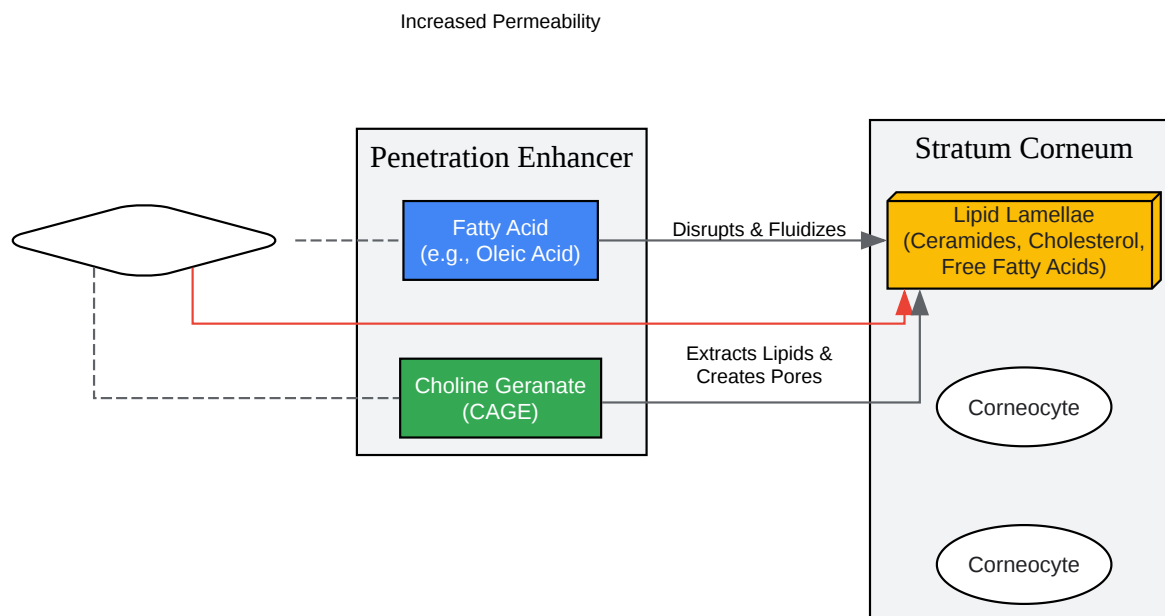 Increased Permeability
Penetration Enhancer
Fatty Acid
(e.g., Oleic Acid)
Choline Geranate
(CAGE)
Disrupts & Fluidizes
Extracts Lipids &
Creates Pores
Stratum Corneum
Lipid Lamellae
(Ceramides, Cholesterol,
Free Fatty Acids)
Corneocyte
Corneocyte